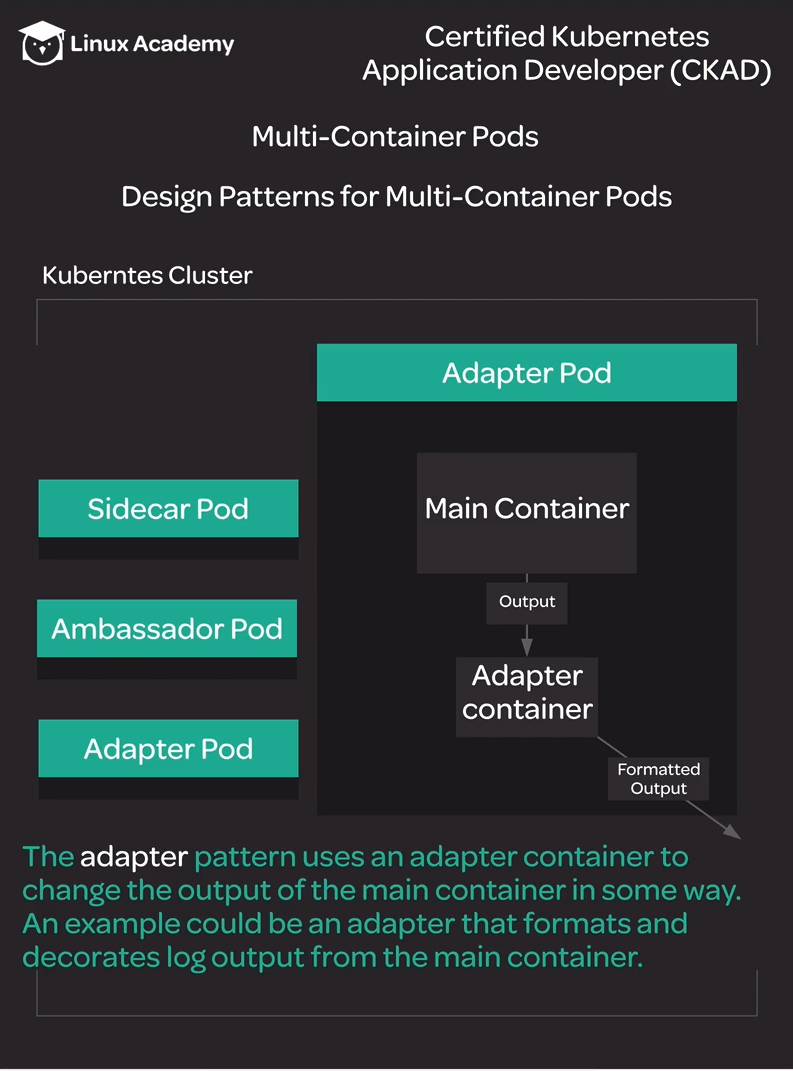 Linux Academy
Certified Kubernetes
Application Developer (CKAD)
Multi-Container Pods
Design Patterns for Multi-Container Pods
Kuberntes Cluster
Adapter Pod
Main Container
Output
Adapter
container
Formatted
Output
Sidecar Pod
Ambassador Pod
Adapter Pod
The adapter pattern uses an adapter container to
change the output of the main container in some way.
An example could be an adapter that formats and
decorates log output from the main container.